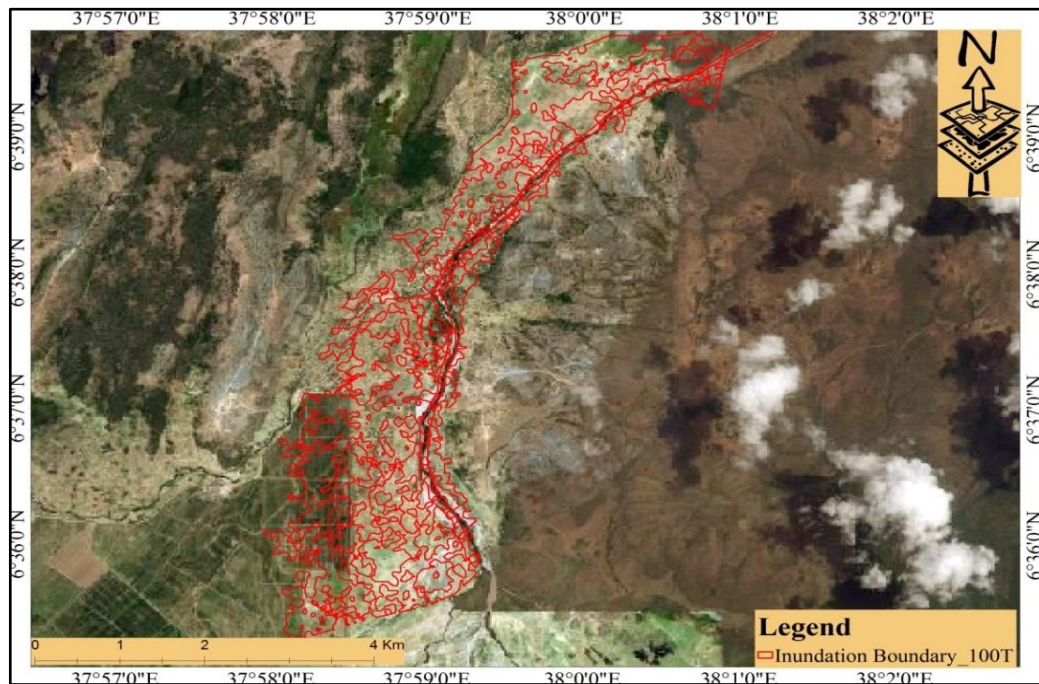 37°57'0"E 37°58'0"E 37°59'0"E 38°0'0"E 38°1'0"E 38°2'0"E
N
6°39'0"N 6°39'0"N
6°38'0"N 6°38'0"N
6°37'0"N 6°37'0"N
6°36'0"N 6°36'0"N
Legend
Inundation Boundary_100T
0 1 2 4 Km
37°57'0"E 37°58'0"E 37°59'0"E 38°0'0"E 38°1'0"E 38°2'0"E